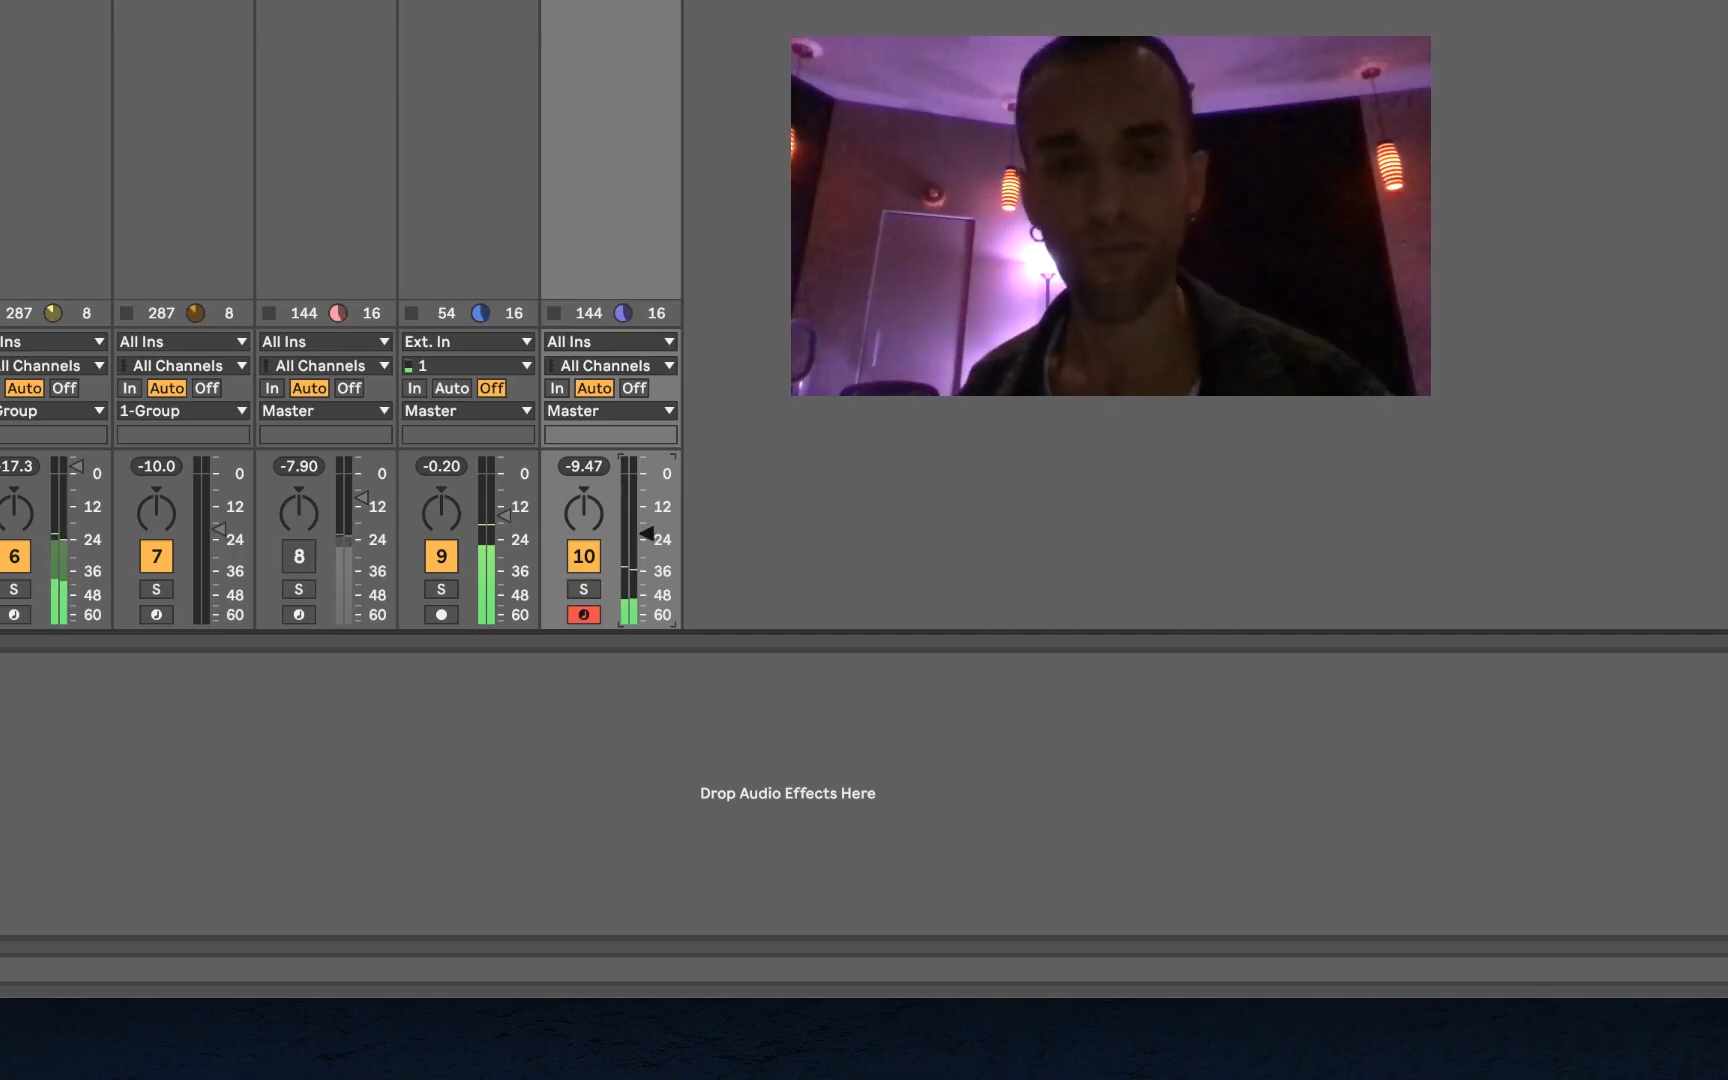 287 8 287 8 144 16 54 16 144 16
Ins All Ins All Ins Ext. In All Ins
ll Channels All Channels All Channels 1 All Channels
Auto Off In Auto Off In Auto Off In Auto Off In Auto Off
Group 1-Group Master Master Master
-17.3 0 -10.0 0 -7.90 0 -0.20 0 -9.47 0
12 12 12 12 12
24 24 24 24 24
6 7 8 9 10
36 36 36 36 36
S 48 S 48 S 48 S 48 S 48
60 60 60 60 60
Drop Audio Effects Here